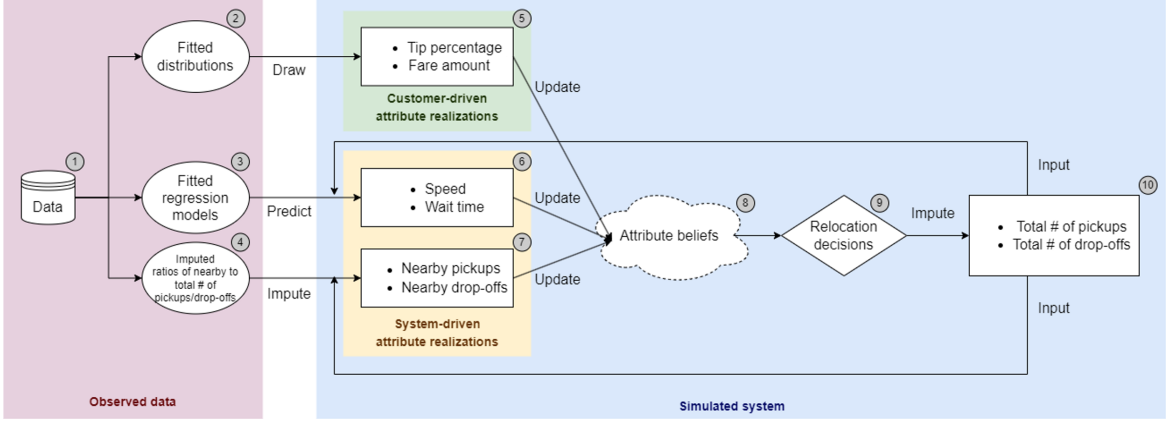 1
Data
2
Fitted
distributions
3
Fitted
regression
models
4
Imputed
ratios of nearby to
total # of
pickups/drop-offs
Observed data
Draw
Predict
Impute
5
• Tip percentage
• Fare amount
Customer-driven
attribute realizations
6
• Speed
• Wait time
7
• Nearby pickups
• Nearby drop-offs
System-driven
attribute realizations
Update
Update
Update
8
Attribute beliefs
9
Relocation
decisions
Impute
Input
10
• Total # of pickups
• Total # of drop-offs
Input
Simulated system